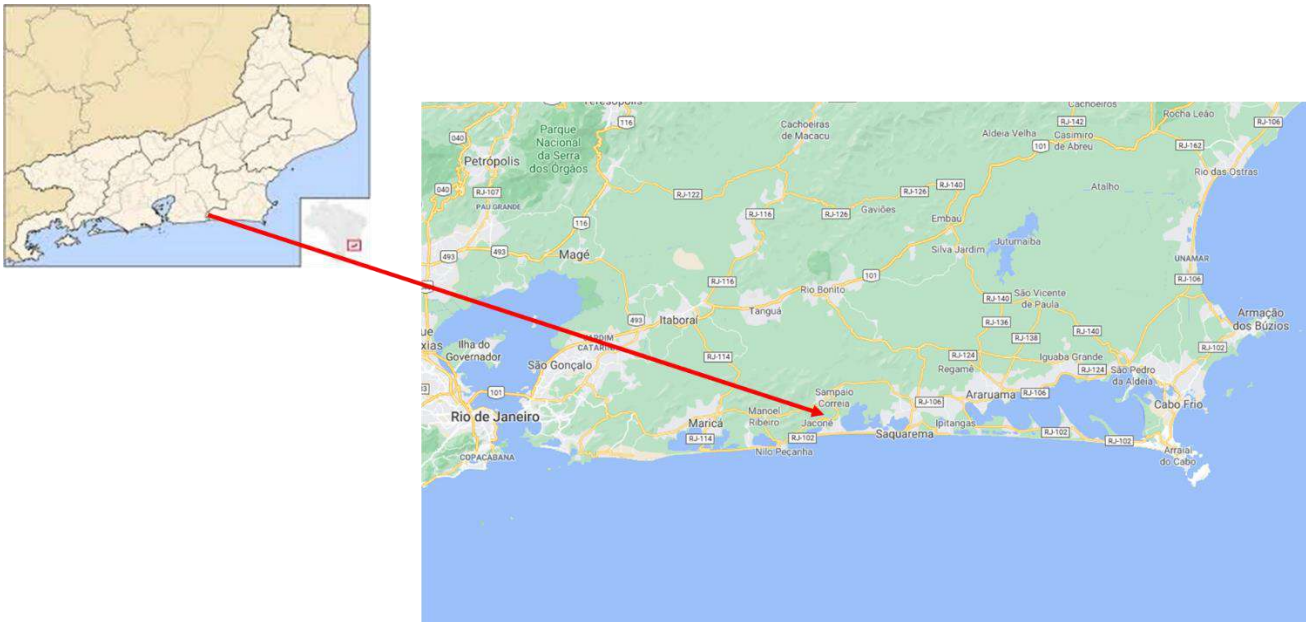 Teresópolis
116
Cachoeiros
RJ-142
Rocha Leão
RJ-106
040
Parque
Nacional
da Serra
dos Órgãos
Cachoeiras
de Macacu
Aldeia Velha
Casimiro
de Abreu
101
RJ-162
Petrópolis
Rio das Ostras
040
RJ-107
PAU GRANDE
RJ-122
RJ-126
RJ-140
Atalho
116
RJ-116
RJ-126
Gaviões
Embaú
493
493
Magé
Silva Jardim
Juturnaíba
UNAMAR
RJ-116
101
RJ-106
Rio Bonito
RJ-140
São Vicente
de Paula
493
Itaboraí
Tanguá
RJ-136
RJ-140
Armação
dos Búzios
Ilha do
Governador
JARDIM
CATARINA
RJ-138
RJ-102
São Gonçalo
RJ-114
RJ-124
Iguaba Grande
Regamé
RJ-124
São Pedro
da Aldeia
101
Sampaio
Correia
Araruama
RJ-106
RJ-106
Cabo Frio
Rio de Janeiro
Maricá
Manoel
Ribeiro
Jaconé
Ipitangas
RJ-114
RJ-102
Saquarema
RJ-102
RJ-102
COPACABANA
Nilo Peçanha
Arraial
do Cabo